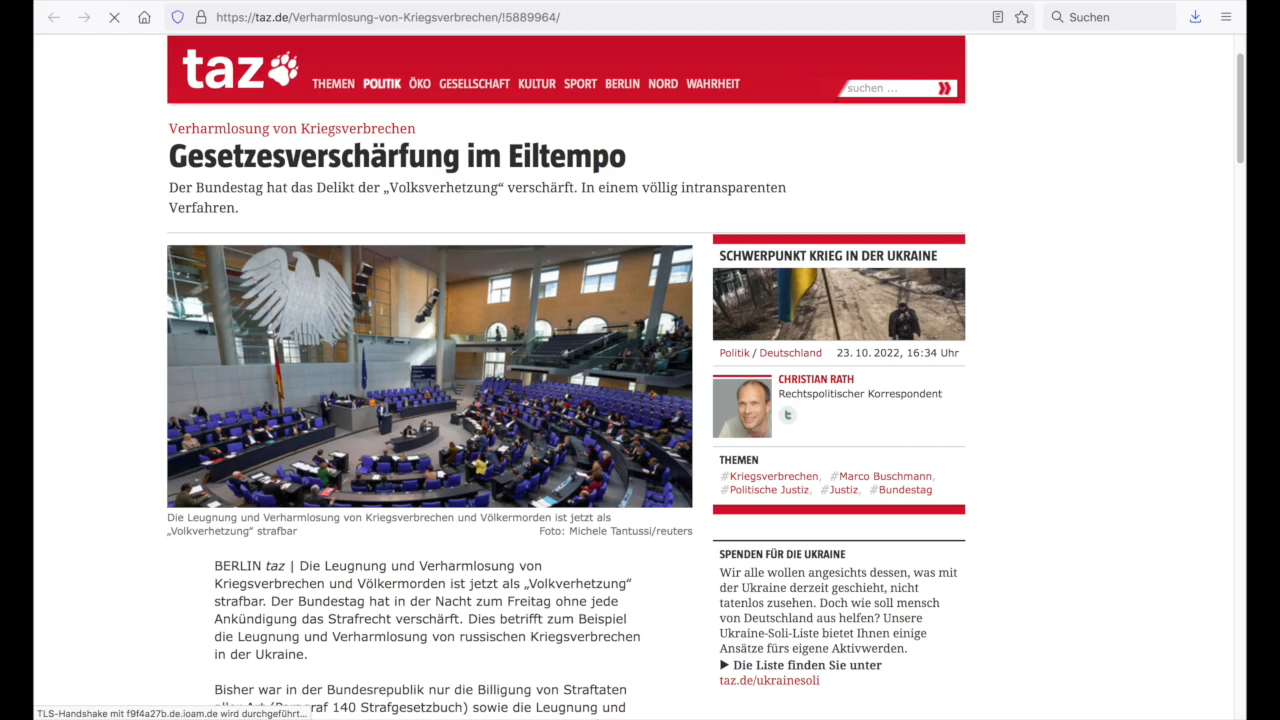 https://taz.de/Verharmlosung-von-Kriegsverbrechen/!5889964/
Suchen
taz
THEMEN POLITIK ÖKO GESELLSCHAFT KULTUR SPORT BERLIN NORD WAHRHEIT
suchen ...
Verharmlosung von Kriegsverbrechen
Gesetzesverschärfung im Eiltempo
Der Bundestag hat das Delikt der „Volksverhetzung“ verschärft. In einem völlig intransparenten
Verfahren.
Die Leugnung und Verharmlosung von Kriegsverbrechen und Völkermorden ist jetzt als
„Volkverhetzung“ strafbar
Foto: Michele Tantussi/reuters
BERLIN taz | Die Leugnung und Verharmlosung von
Kriegsverbrechen und Völkermorden ist jetzt als „Volkverhetzung“
strafbar. Der Bundestag hat in der Nacht zum Freitag ohne jede
Ankündigung das Strafrecht verschärft. Dies betrifft zum Beispiel
die Leugnung und Verharmlosung von russischen Kriegsverbrechen
in der Ukraine.
Bisher war in der Bundesrepublik nur die Billigung von Straftaten
aller Art (Paragraf 140 Strafgesetzbuch) sowie die Leugnung und
SCHWERPUNKT KRIEG IN DER UKRAINE
Politik / Deutschland 23. 10. 2022, 16:34 Uhr
CHRISTIAN RATH
Rechtspolitischer Korrespondent
THEMEN
#Kriegsverbrechen, #Marco Buschmann,
#Politische Justiz, #Justiz, #Bundestag
SPENDEN FÜR DIE UKRAINE
Wir alle wollen angesichts dessen, was mit
der Ukraine derzeit geschieht, nicht
tatenlos zusehen. Doch wie soll mensch
von Deutschland aus helfen? Unsere
Ukraine-Soli-Liste bietet Ihnen einige
Ansätze fürs eigene Aktivwerden.
▶ Die Liste finden Sie unter
taz.de/ukrainesoli
TLS-Handshake mit f9f4a27b.de.ioam.de wird durchgeführt...